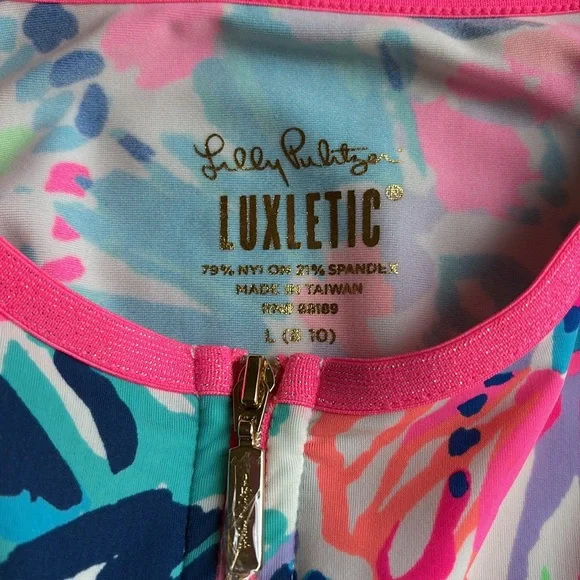 Lilly Pulitzer
LUXLETIC®
79% NYLON 21% SPANDEX
MADE IN TAIWAN
L (8 10)